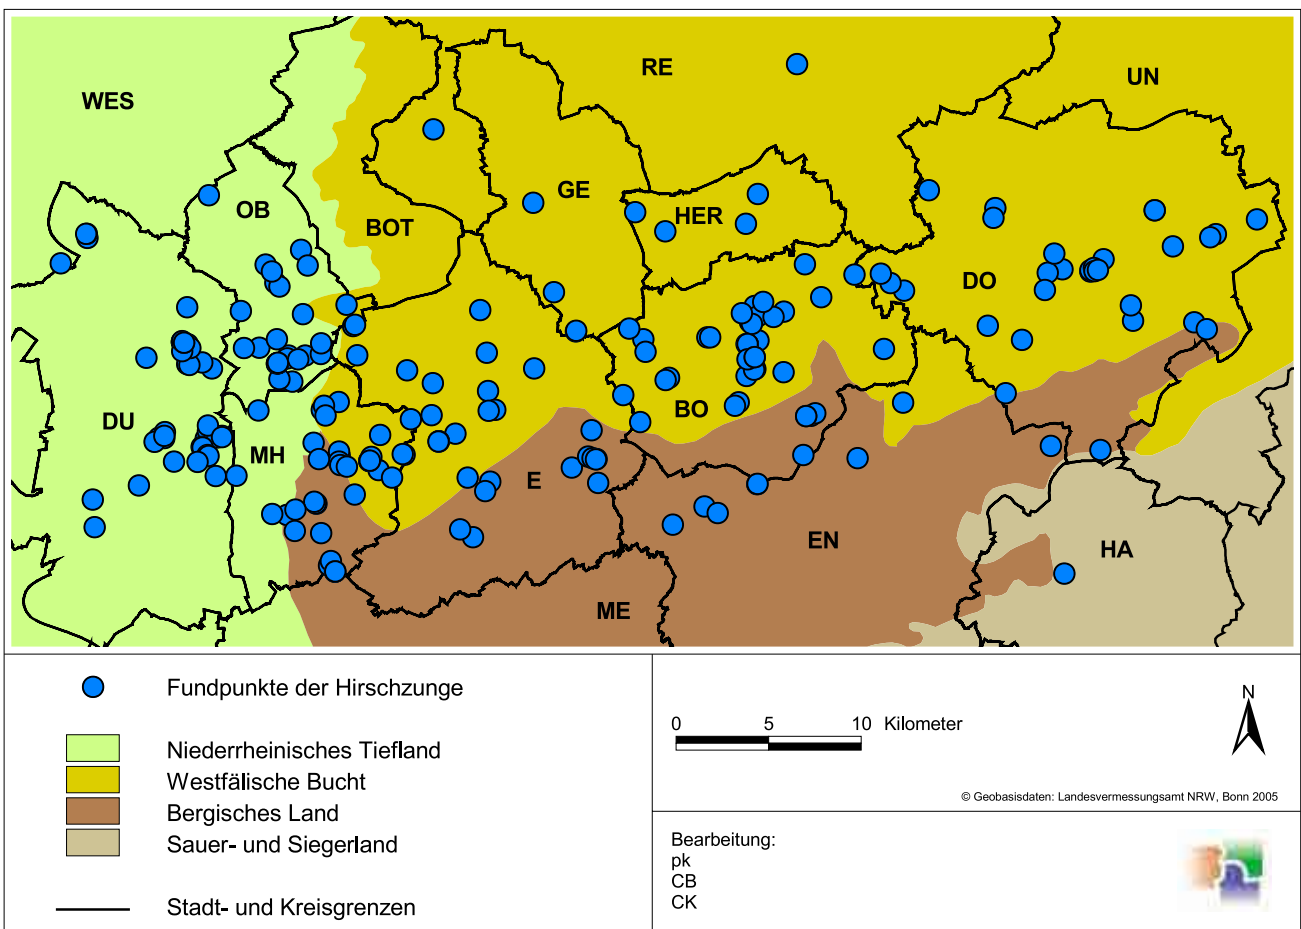 RE
UN
WES
GE
OB
HER
BOT
DO
BO
DU
MH
E
EN
HA
ME
Fundpunkte der Hirschzunge
Niederrheinisches Tiefland
Westfälische Bucht
Bergisches Land
Sauer- und Siegerland
Stadt- und Kreisgrenzen
0 5 10 Kilometer
N
© Geobasisdaten: Landesvermessungsamt NRW, Bonn 2005
Bearbeitung:
pk
CB
CK